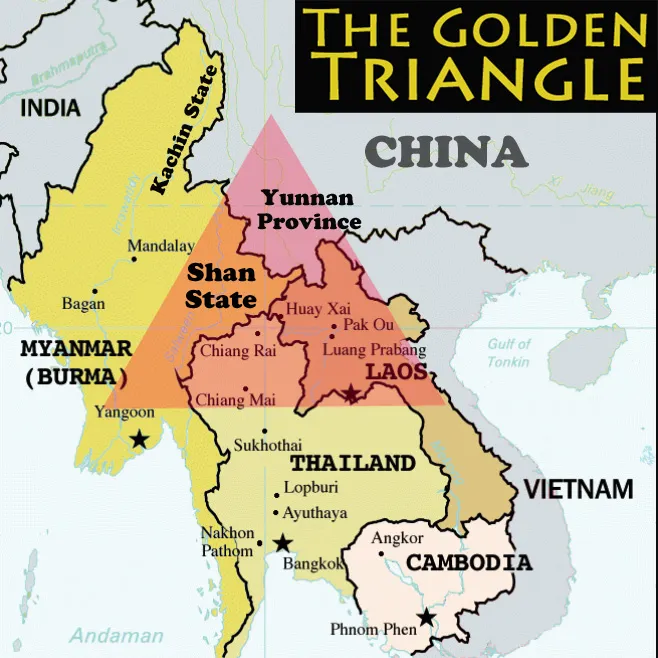 THE GOLDEN
TRIANGLE
Brahmaputra
INDIA
Kachin State
CHINA
Xi Jiang
Yunnan
Province
Irrawaddy
Mandalay
Shan
State
Bagan
Huay Xai
Pak Ou
20
MYANMAR
(BURMA)
Chiang Rai
Luang Prabang
Gulf of
Tonkin
LAOS
Chiang Mai
Yangoon
Sukhothai
THAILAND
Lopburi
VIETNAM
Ayuthaya
Nakhon
Pathom
Bangkok
Angkor
CAMBODIA
Phnom Phen
Andaman